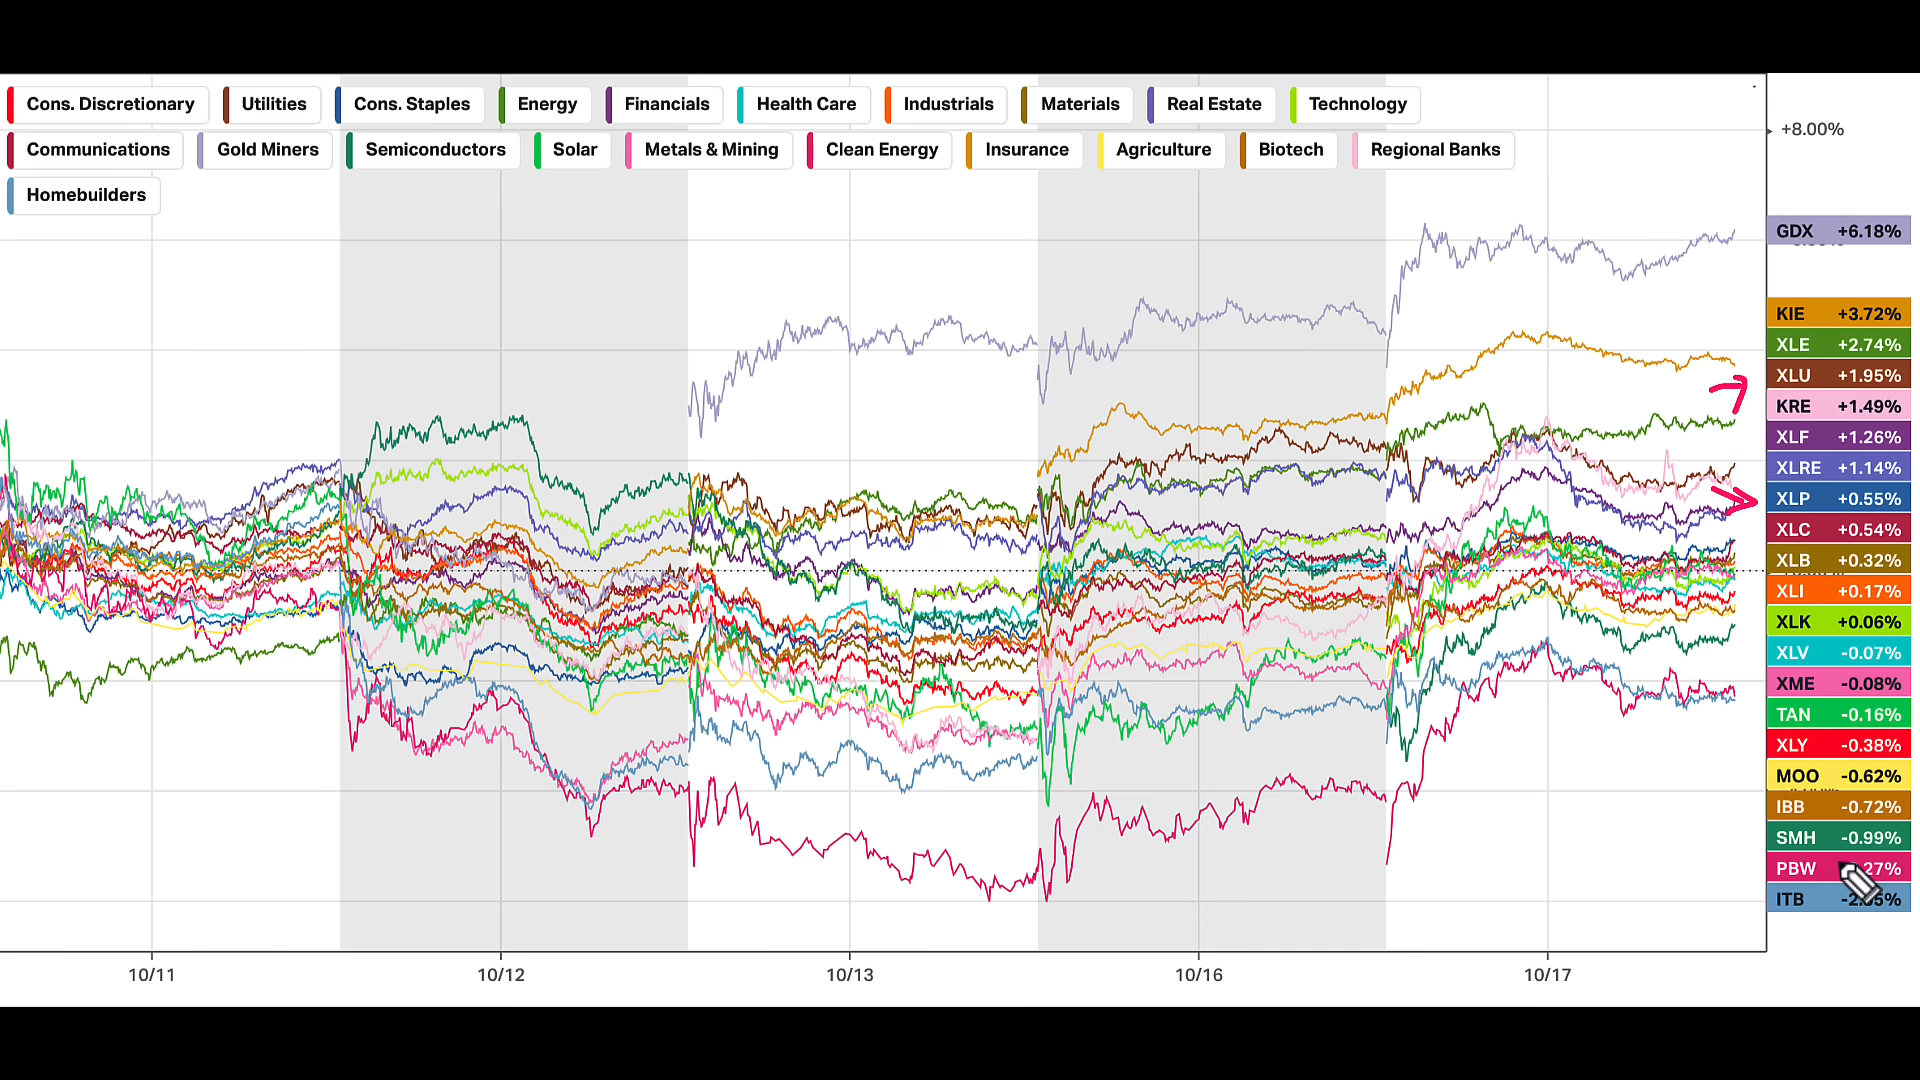 Cons. Discretionary Utilities Cons. Staples Energy Financials Health Care Industrials Materials Real Estate Technology
Communications Gold Miners Semiconductors Solar Metals & Mining Clean Energy Insurance Agriculture Biotech Regional Banks
Homebuilders
+8.00%
GDX +6.18%
KIE +3.72%
XLE +2.74%
XLU +1.95%
KRE +1.49%
XLF +1.26%
XLRE +1.14%
XLP +0.55%
XLC +0.54%
XLB +0.32%
XLI +0.17%
XLK +0.06%
XLV -0.07%
XME -0.08%
TAN -0.16%
XLY -0.38%
MOO -0.62%
IBB -0.72%
SMH -0.99%
PBW
ITB
10/11 10/12 10/13 10/16 10/17